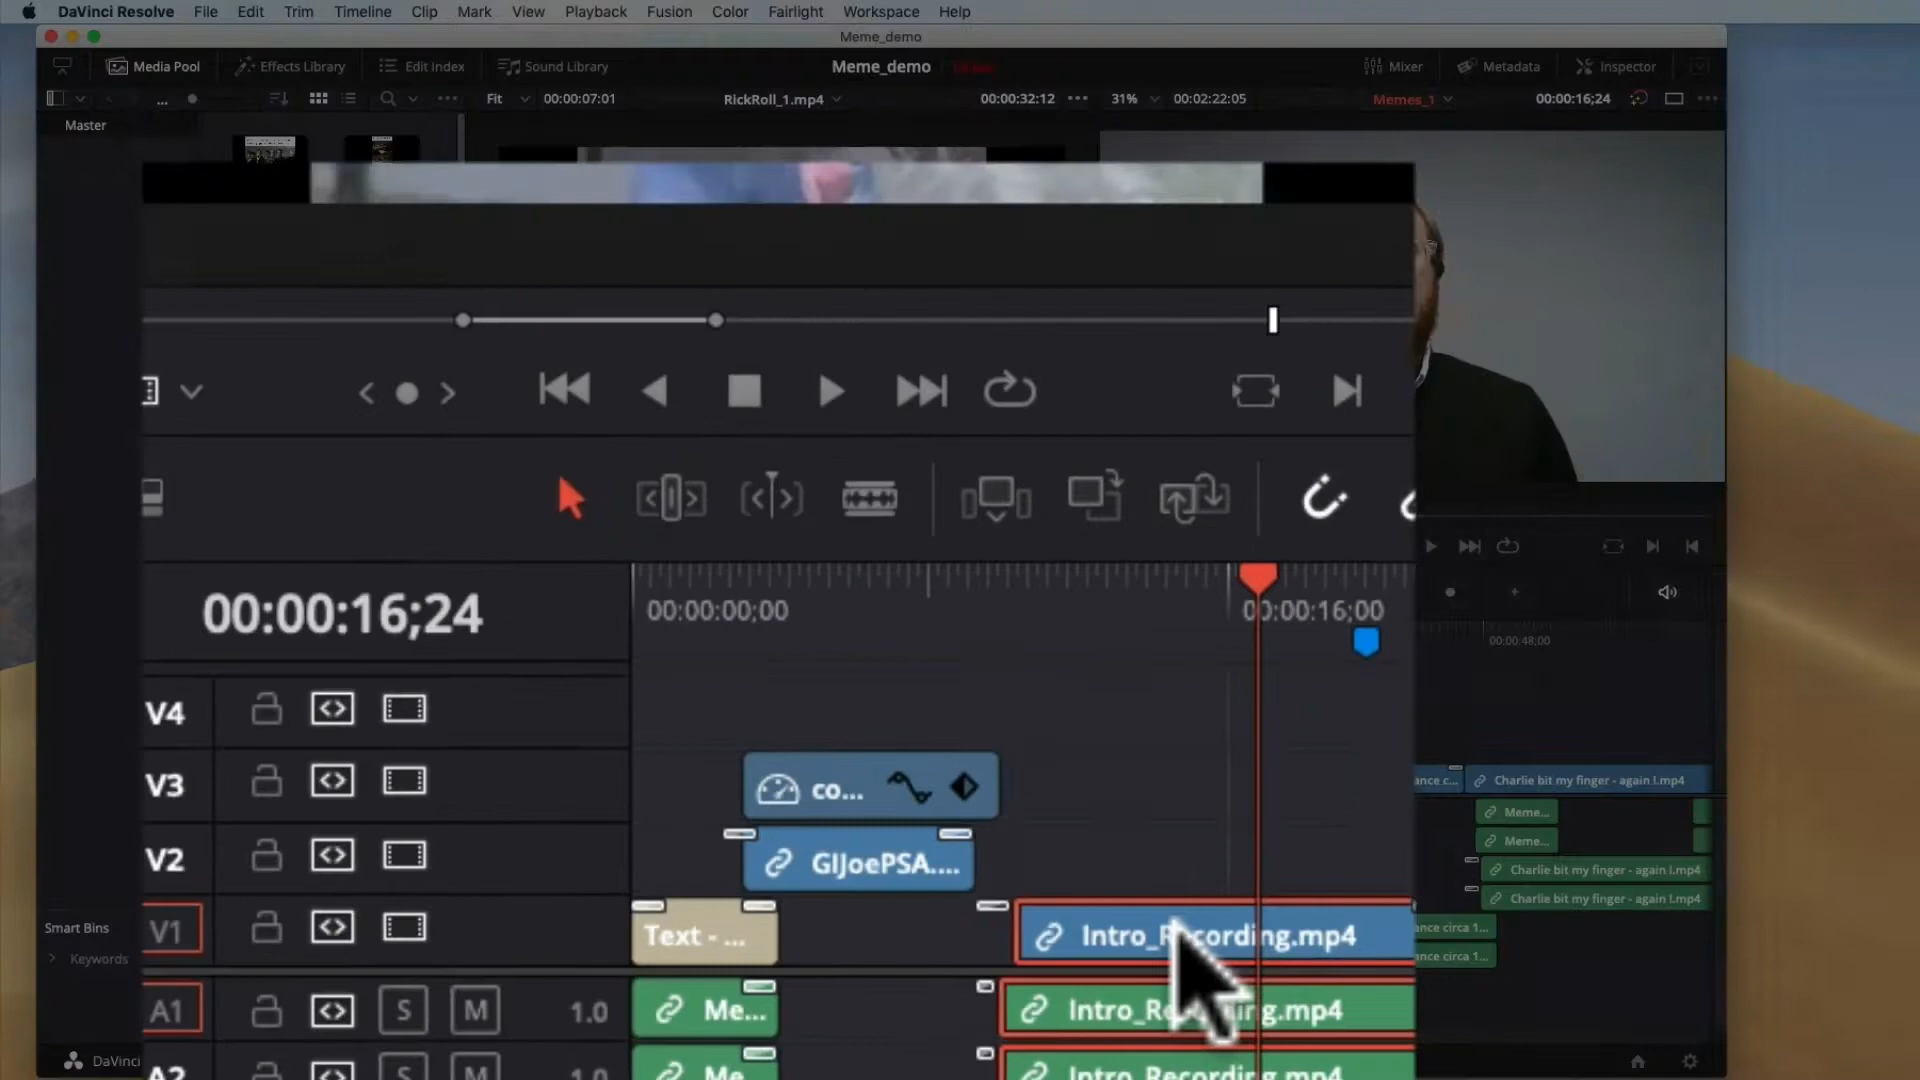 DaVinci Resolve File Edit Trim Timeline Clip Mark View Playback Fusion Color Fairlight Workspace Help
Meme_demo
Media Pool Effects Library Edit Index Sound Library Meme_demo Mixer Metadata Inspector
Fit 00:00:07:01 RickRoll_1.mp4 00:00:32:12 31% 00:02:22:05 Memes_1 00:00:16;24
Master
00:00:16;24 00:00:00;00 00:00:16;00 00:00:48;00
V4
V3 co... ance c... Charlie bit my finger - again !.mp4
Meme...
Meme...
V2 GIJoePSA....
Charlie bit my finger - again !.mp4
Charlie bit my finger - again !.mp4
Smart Bins V1 Text - ... Intro_Recording.mp4 ance circa 1...
Keywords ance circa 1...
A1 S M 1.0 Me... Intro_Recording.mp4
DaVinci A2 S M 1.0 Me... Intro_Recording.mp4